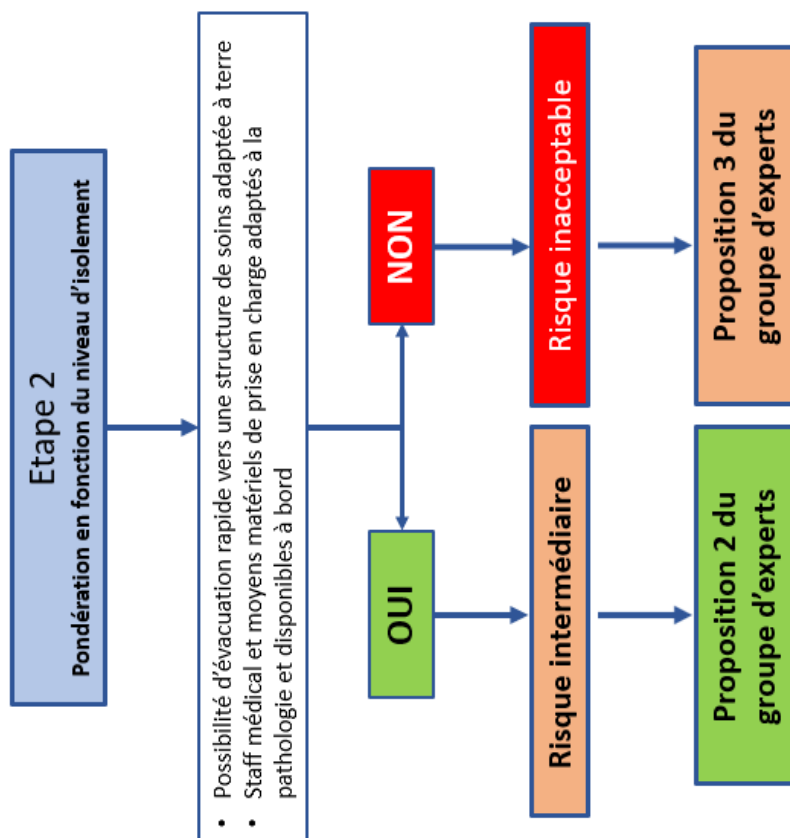 Etape 2
Pondération en fonction du niveau d’isolement
• Possibilité d’évacuation rapide vers une structure de soins adaptée à terre
• Staff médical et moyens matériels de prise en charge adaptés à la
pathologie et disponibles à bord
OUI
NON
Risque intermédiaire
Risque inacceptable
Proposition 2 du
groupe d’experts
Proposition 3 du
groupe d’experts